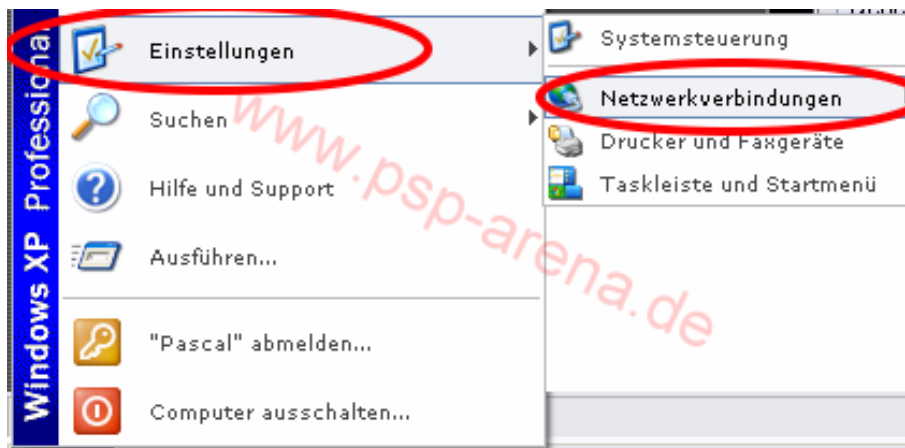 Windows XP Professional
Einstellungen
Suchen
Hilfe und Support
Ausführen...
"Pascal" abmelden...
Computer ausschalten...
Systemsteuerung
Netzwerkverbindungen
Drucker und Faxgeräte
Taskleiste und Startmenü
www.psp-arena.de